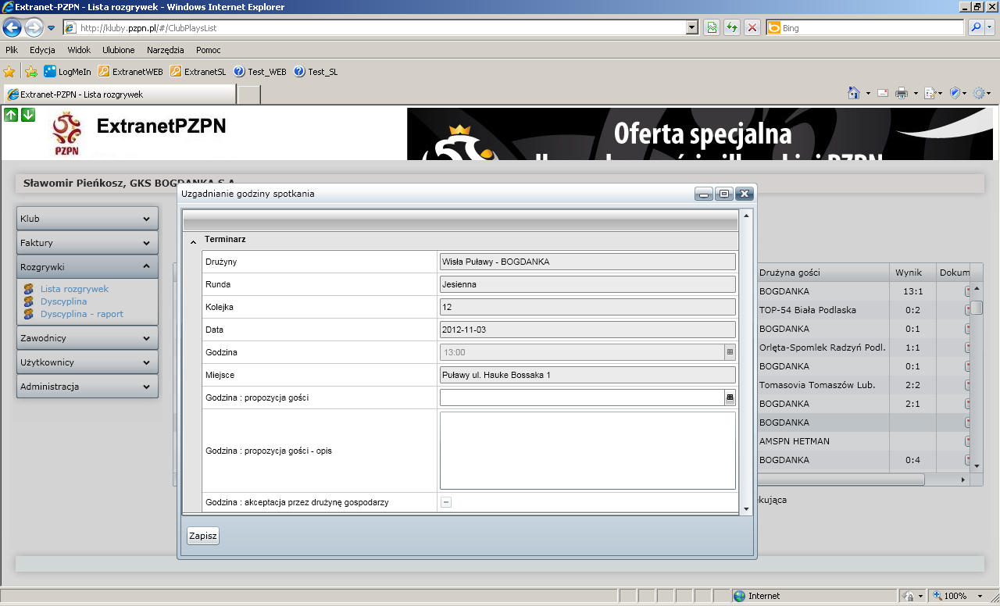 Extranet-PZPN - Lista rozgrywek - Windows Internet Explorer
http://kluby.pzpn.pl/#/ClubPlaysList
Bing
Plik Edycja Widok Ulubione Narzędzia Pomoc
LogMeIn ExtranetWEB ExtranetSL Test_WEB Test_SL
Extranet-PZPN - Lista rozgrywek
PZPN
ExtranetPZPN
Oferta specjalna
Sławomir Pieńkosz, GKS BOGDANKA S.A.
Uzgadnianie godziny spotkania
Klub
Faktury
Rozgrywki
Lista rozgrywek
Dyscyplina
Dyscyplina - raport
Zawodnicy
Użytkownicy
Administracja
Terminarz
Drużyny Wisła Puławy - BOGDANKA
Runda Jesienna
Kolejka 12
Data 2012-11-03
Godzina 13:00
Miejsce Puławy ul. Hauke Bossaka 1
Godzina : propozycja gości
Godzina : propozycja gości - opis
Godzina : akceptacja przez drużynę gospodarzy
Zapisz
Drużyna gości Wynik Dokum
BOGDANKA 13:1
TOP-54 Biała Podlaska 0:2
BOGDANKA 0:1
Orlęta-Spomlek Radzyń Podl. 1:1
BOGDANKA 0:1
Tomasovia Tomaszów Lub. 2:2
BOGDANKA 2:1
BOGDANKA
AMSPN HETMAN
BOGDANKA 0:4
ekująca
Internet 100%